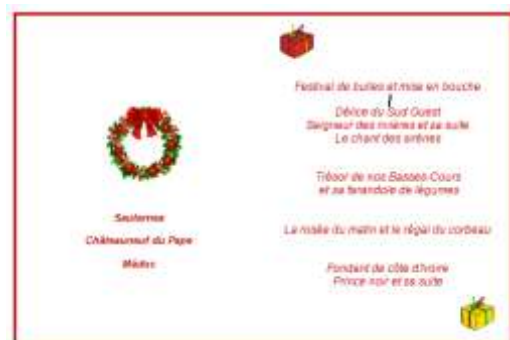 Sauternes
Châteauneuf du Pape
Médoc
Festival de bulles et mise en bouche
Délice du Sud Ouest
Seigneur des rivières et sa suite
Le chant des sirènes
Trésor de nos Basses-Cours
et sa farandole de légumes
La rosée du matin et le régal du corbeau
Fondant de côte d'Ivoire
Prince noir et sa suite